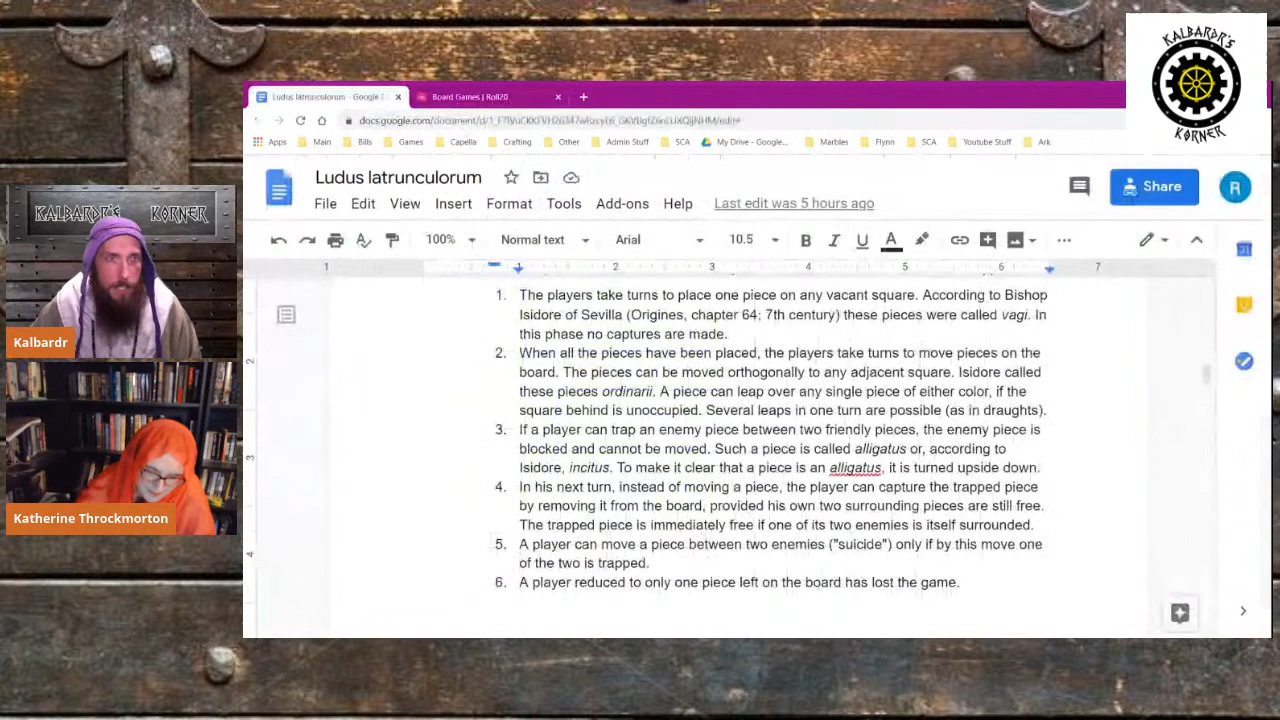 KALBARDR'S
KORNER
Ludus latrunculorum - Google D
Board Games | Roll20
Apps
Main
Bills
Games
Capella
Crafting
Other
Admin Stuff
SCA
My Drive - Google...
Marbles
Flynn
SCA
Youtube Stuff
Ark
Ludus latrunculorum
Share
R
File Edit View Insert Format Tools Add-ons Help Last edit was 5 hours ago
100% Normal text Arial 10.5 B I U A
1 1 2 3 4 5 6 7
1. The players take turns to place one piece on any vacant square. According to Bishop
Isidore of Sevilla (Origines, chapter 64; 7th century) these pieces were called vagi. In
this phase no captures are made.
2. When all the pieces have been placed, the players take turns to move pieces on the
board. The pieces can be moved orthogonally to any adjacent square. Isidore called
these pieces ordinarii. A piece can leap over any single piece of either color, if the
square behind is unoccupied. Several leaps in one turn are possible (as in draughts).
3. If a player can trap an enemy piece between two friendly pieces, the enemy piece is
blocked and cannot be moved. Such a piece is called alligatus or, according to
Isidore, incitus. To make it clear that a piece is an alligatus, it is turned upside down.
4. In his next turn, instead of moving a piece, the player can capture the trapped piece
by removing it from the board, provided his own two surrounding pieces are still free.
The trapped piece is immediately free if one of its two enemies is itself surrounded.
5. A player can move a piece between two enemies ("suicide") only if by this move one
of the two is trapped.
6. A player reduced to only one piece left on the board has lost the game.
2
3
4
KALBARDR'S KORNER
Kalbardr
Katherine Throckmorton